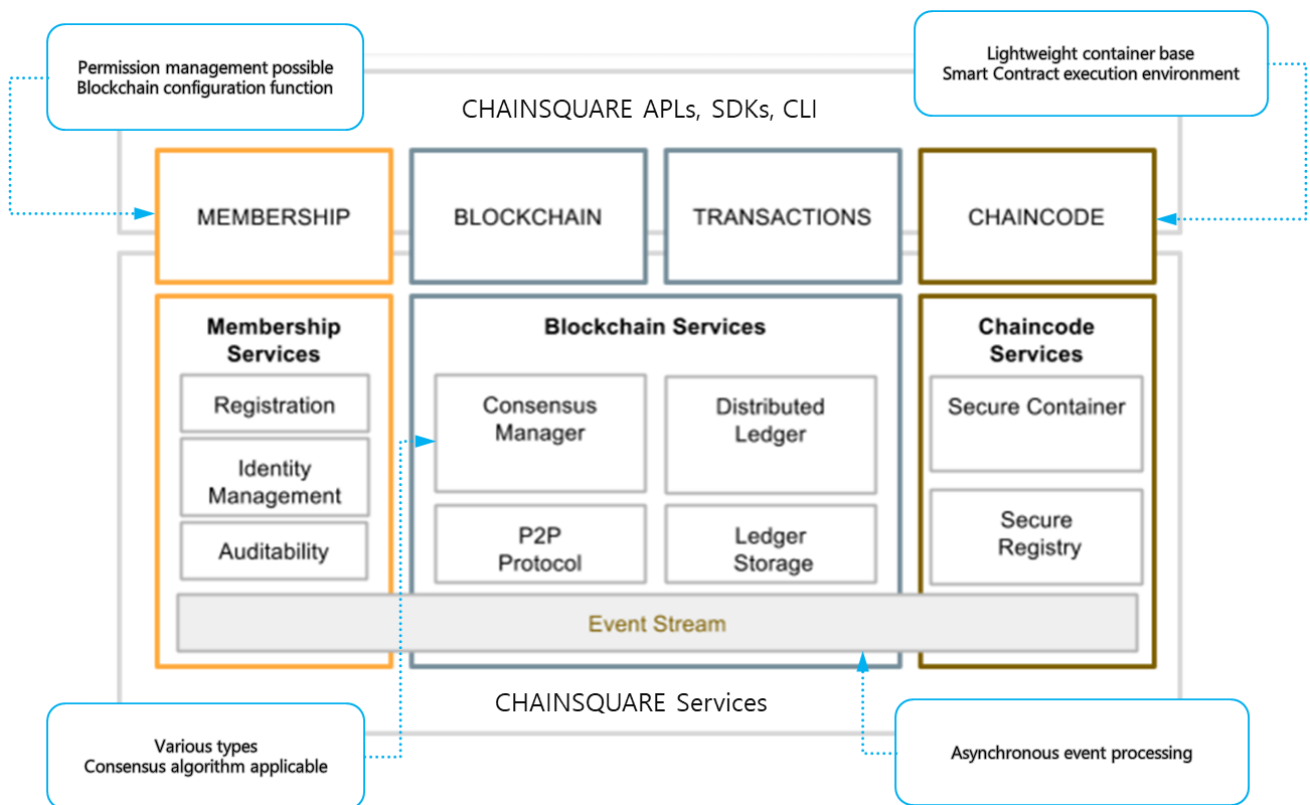 Permission management possible
Blockchain configuration function
Lightweight container base
Smart Contract execution environment
CHAINSQUARE APLs, SDKs, CLI
MEMBERSHIP
BLOCKCHAIN
TRANSACTIONS
CHAINCODE
Membership
Services
Registration
Identity
Management
Auditability
Blockchain Services
Consensus
Manager
Distributed
Ledger
P2P
Protocol
Ledger
Storage
Chaincode
Services
Secure Container
Secure
Registry
Event Stream
CHAINSQUARE Services
Various types
Consensus algorithm applicable
Asynchronous event processing